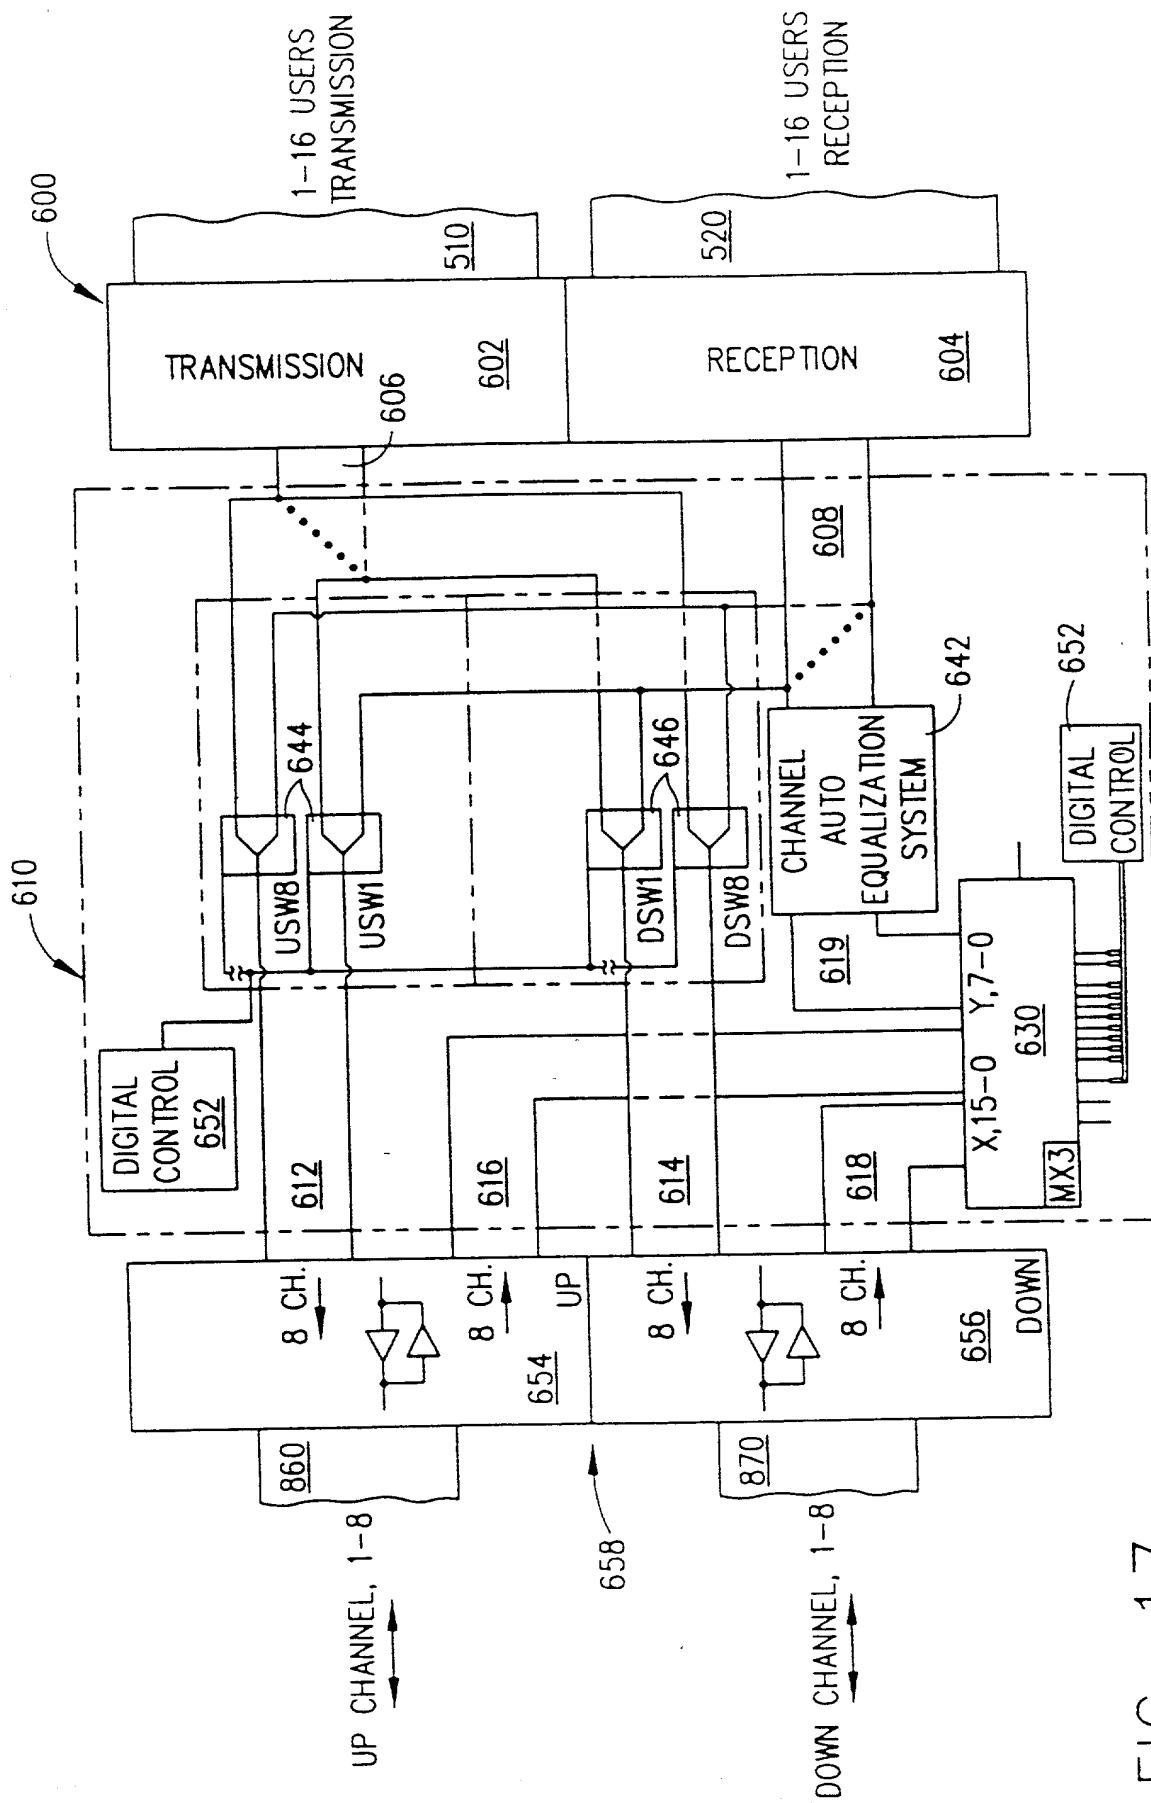 600
1-16 USERS
TRANSMISSION
510
1-16 USERS
RECEPTION
520
TRANSMISSION
602
RECEPTION
604
606
608
610
644
646
USW8
USW1
DSW1
DSW8
CHANNEL
AUTO
EQUALIZATION
SYSTEM
642
652
DIGITAL
CONTROL
DIGITAL
CONTROL
652
619
Y,7-0
X,15-0
630
MX3
612
616
614
618
8 CH.
8 CH.
UP
654
8 CH.
8 CH.
656
DOWN
860
870
658
UP CHANNEL, 1-8
DOWN CHANNEL, 1-8
FIG. 17